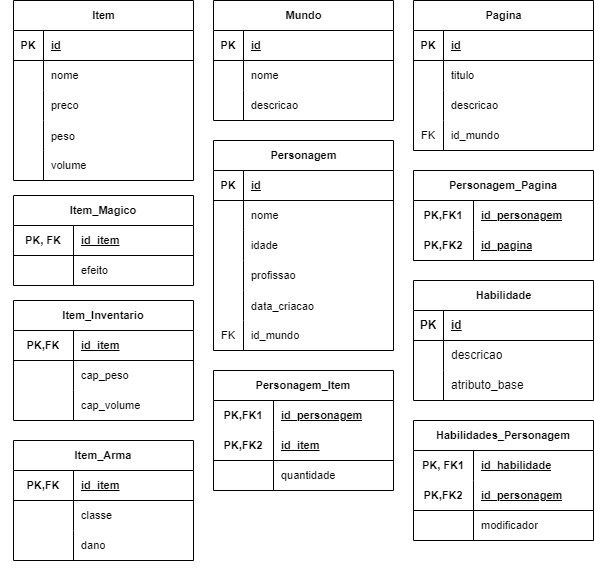 Item
PK id
nome
preco
peso
volume
Item_Magico
PK, FK id_item
efeito
Item_Inventario
PK,FK id_item
cap_peso
cap_volume
Item_Arma
PK,FK id_item
classe
dano
Mundo
PK id
nome
descricao
Personagem
PK id
nome
idade
profissao
data_criacao
FK id_mundo
Personagem_Item
PK,FK1 id_personagem
PK,FK2 id_item
quantidade
Pagina
PK id
titulo
descricao
FK id_mundo
Personagem_Pagina
PK,FK1 id_personagem
PK,FK2 id_pagina
Habilidade
PK id
descricao
atributo_base
Habilidades_Personagem
PK, FK1 id_habilidade
PK,FK2 id_personagem
modificador